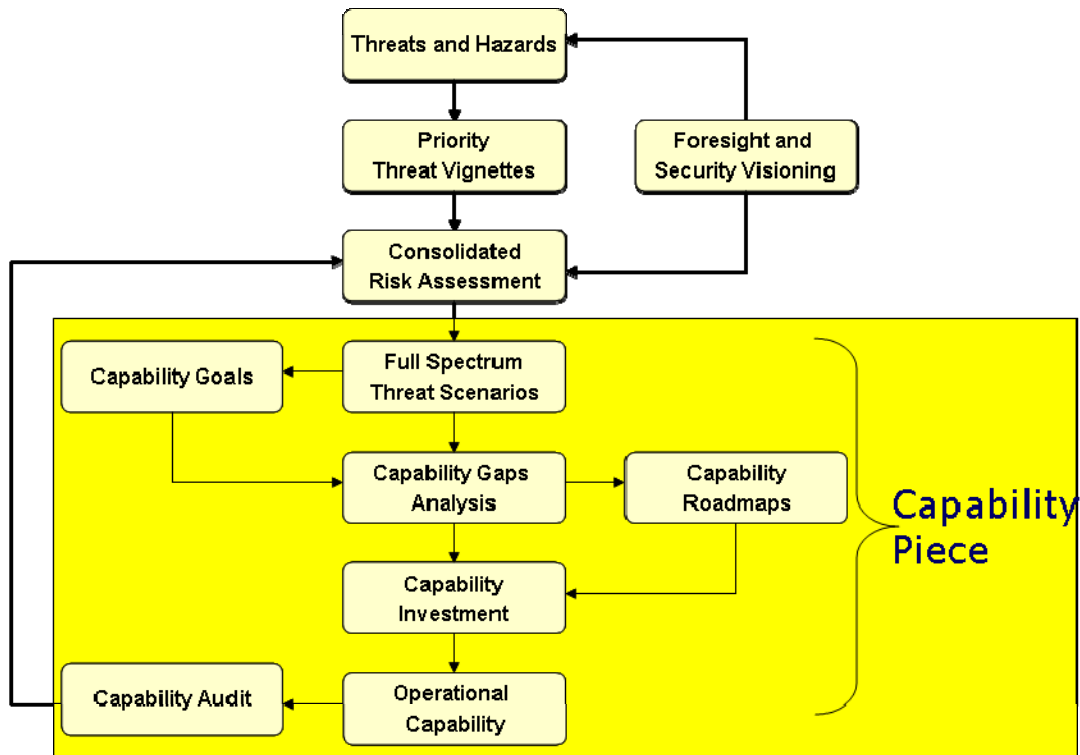 Threats and Hazards
Priority
Threat Vignettes
Foresight and
Security Visioning
Consolidated
Risk Assessment
Capability Goals
Full Spectrum
Threat Scenarios
Capability Gaps
Analysis
Capability
Roadmaps
Capability
Piece
Capability
Investment
Capability Audit
Operational
Capability